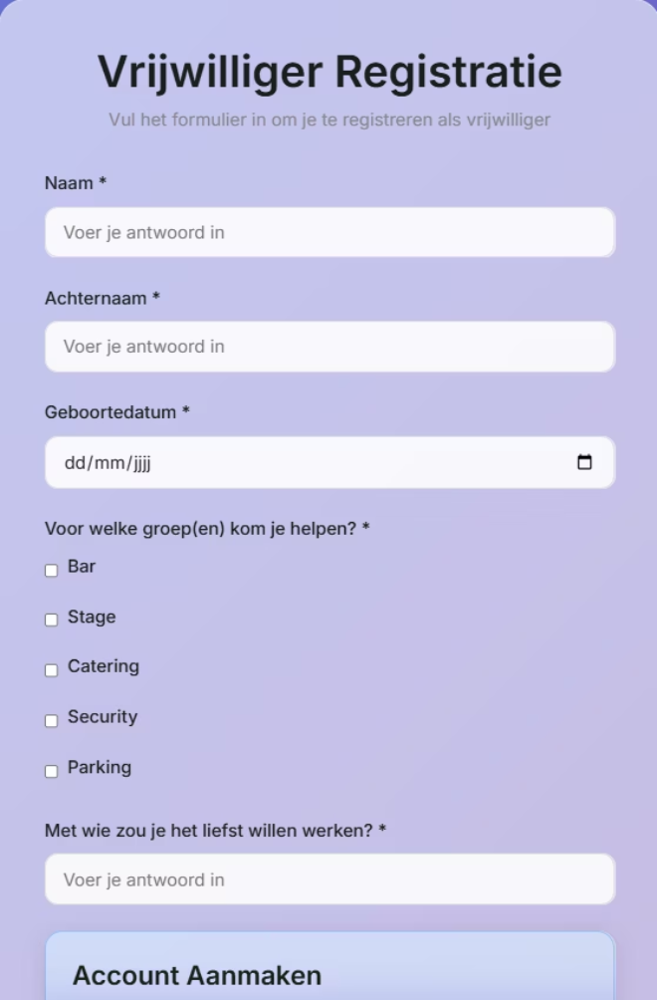 Vrijwilliger Registratie
Vul het formulier in om je te registreren als vrijwilliger
Naam *
Voer je antwoord in
Achternaam *
Voer je antwoord in
Geboortedatum *
dd/mm/jjjj
Voor welke groep(en) kom je helpen? *
Bar
Stage
Catering
Security
Parking
Met wie zou je het liefst willen werken? *
Voer je antwoord in
Account Aanmaken